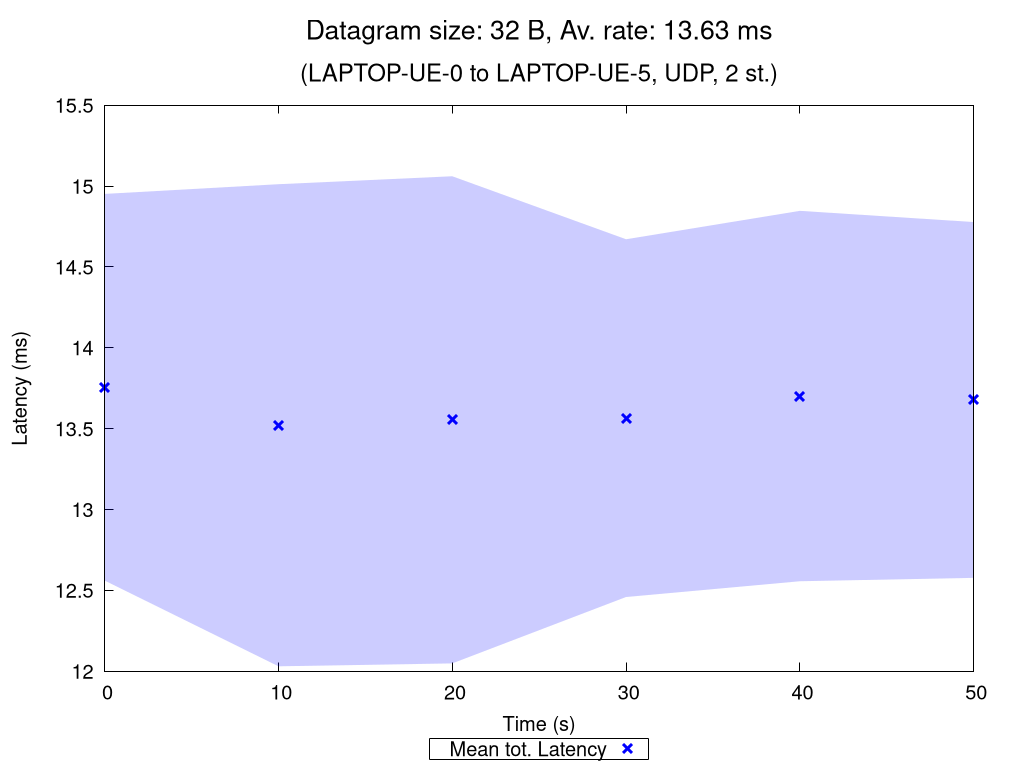 Datagram size: 32 B, Av. rate: 13.63 ms
(LAPTOP-UE-0 to LAPTOP-UE-5, UDP, 2 st.)
15.5
15
14.5
14
13.5
13
12.5
12
Latency (ms)
0 10 20 30 40 50
Time (s)
Mean tot. Latency